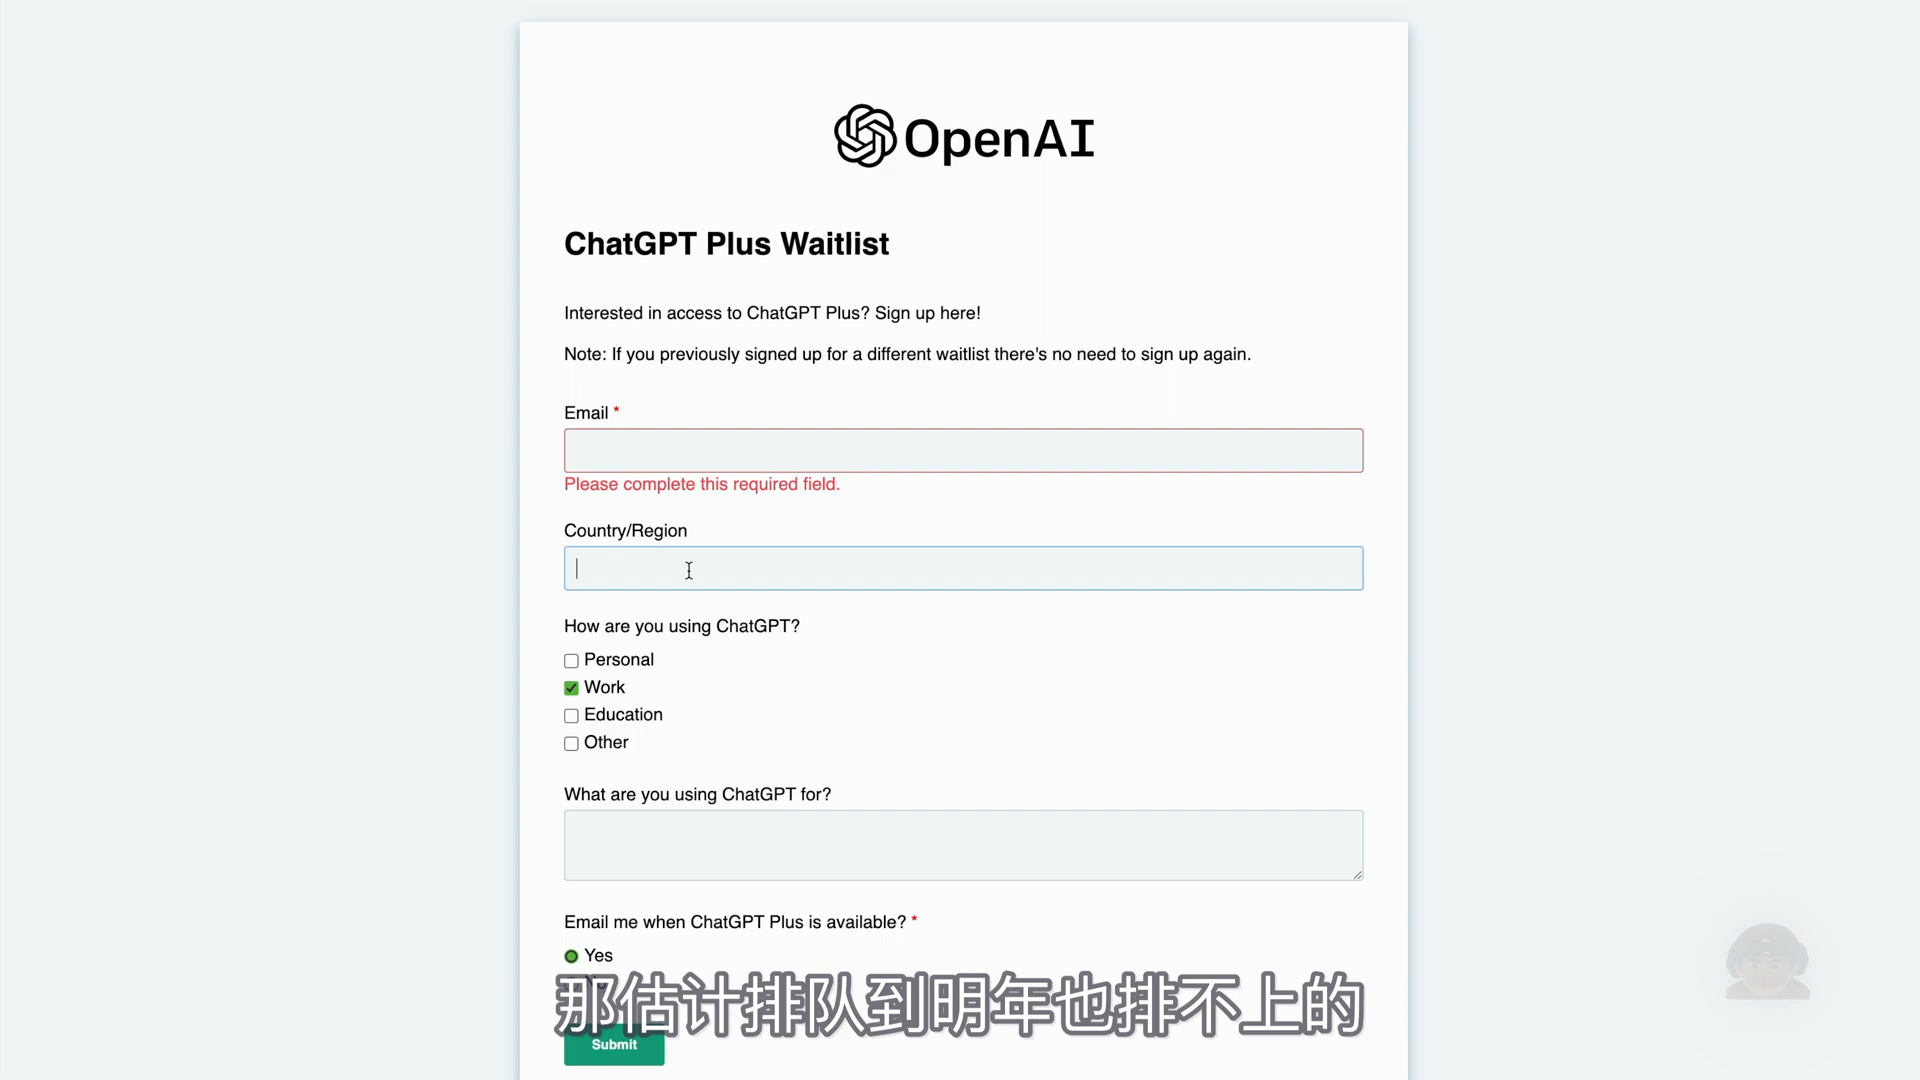 OpenAI
ChatGPT Plus Waitlist
Interested in access to ChatGPT Plus? Sign up here!
Note: If you previously signed up for a different waitlist there's no need to sign up again.
Email *
Please complete this required field.
Country/Region
How are you using ChatGPT?
Personal
Work
Education
Other
What are you using ChatGPT for?
Email me when ChatGPT Plus is available? *
Yes
那估计排队到明年也排不上的
Submit